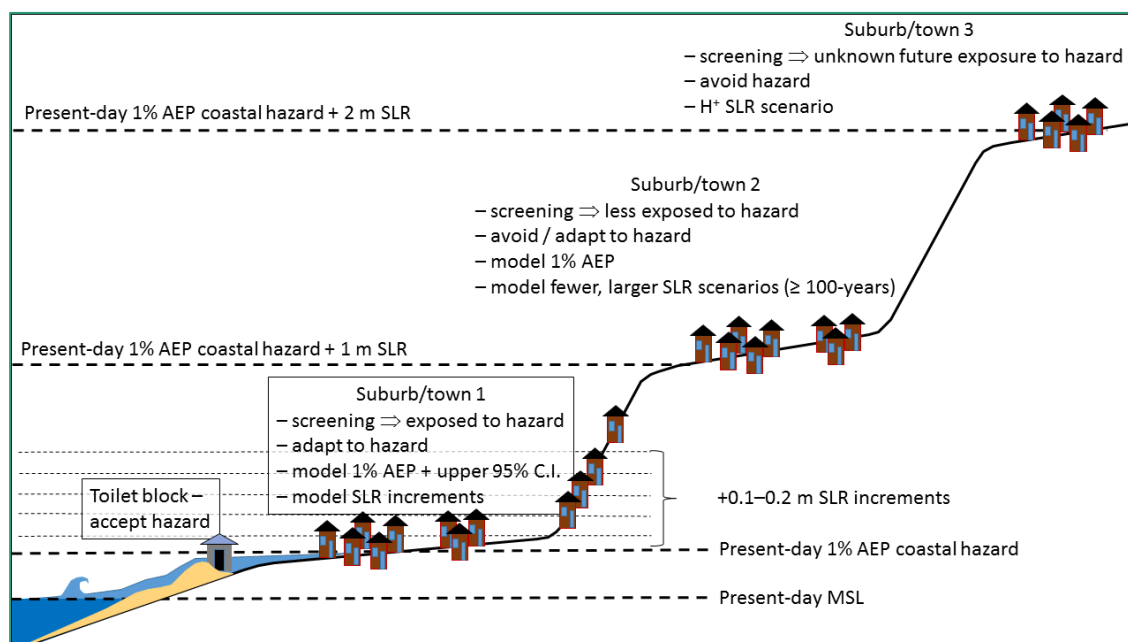 Suburb/town 3
– screening ⇒ unknown future exposure to hazard
– avoid hazard
– H⁺ SLR scenario
Present-day 1% AEP coastal hazard + 2 m SLR
Suburb/town 2
– screening ⇒ less exposed to hazard
– avoid / adapt to hazard
– model 1% AEP
– model fewer, larger SLR scenarios (≥ 100-years)
Present-day 1% AEP coastal hazard + 1 m SLR
Suburb/town 1
– screening ⇒ exposed to hazard
– adapt to hazard
– model 1% AEP + upper 95% C.I.
– model SLR increments
Toilet block –
accept hazard
+0.1–0.2 m SLR increments
Present-day 1% AEP coastal hazard
Present-day MSL